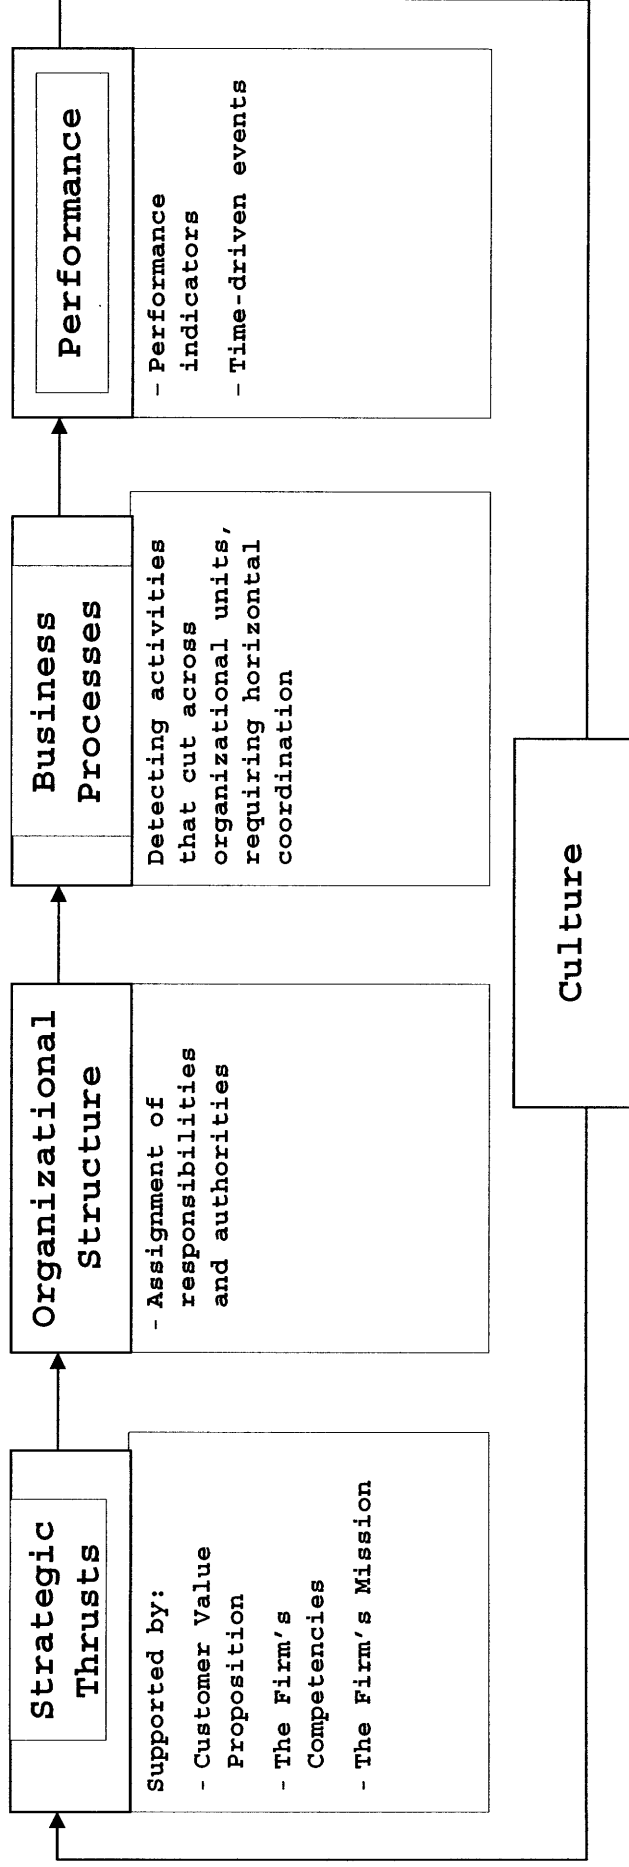 Strategic
Thrusts
Supported by:
- Customer Value
Proposition
- The Firm's
Competencies
- The Firm's Mission
Organizational
Structure
- Assignment of
responsibilities
and authorities
Business
Processes
Detecting activities
that cut across
organizational units,
requiring horizontal
coordination
Performance
- Performance
indicators
- Time-driven events
Culture